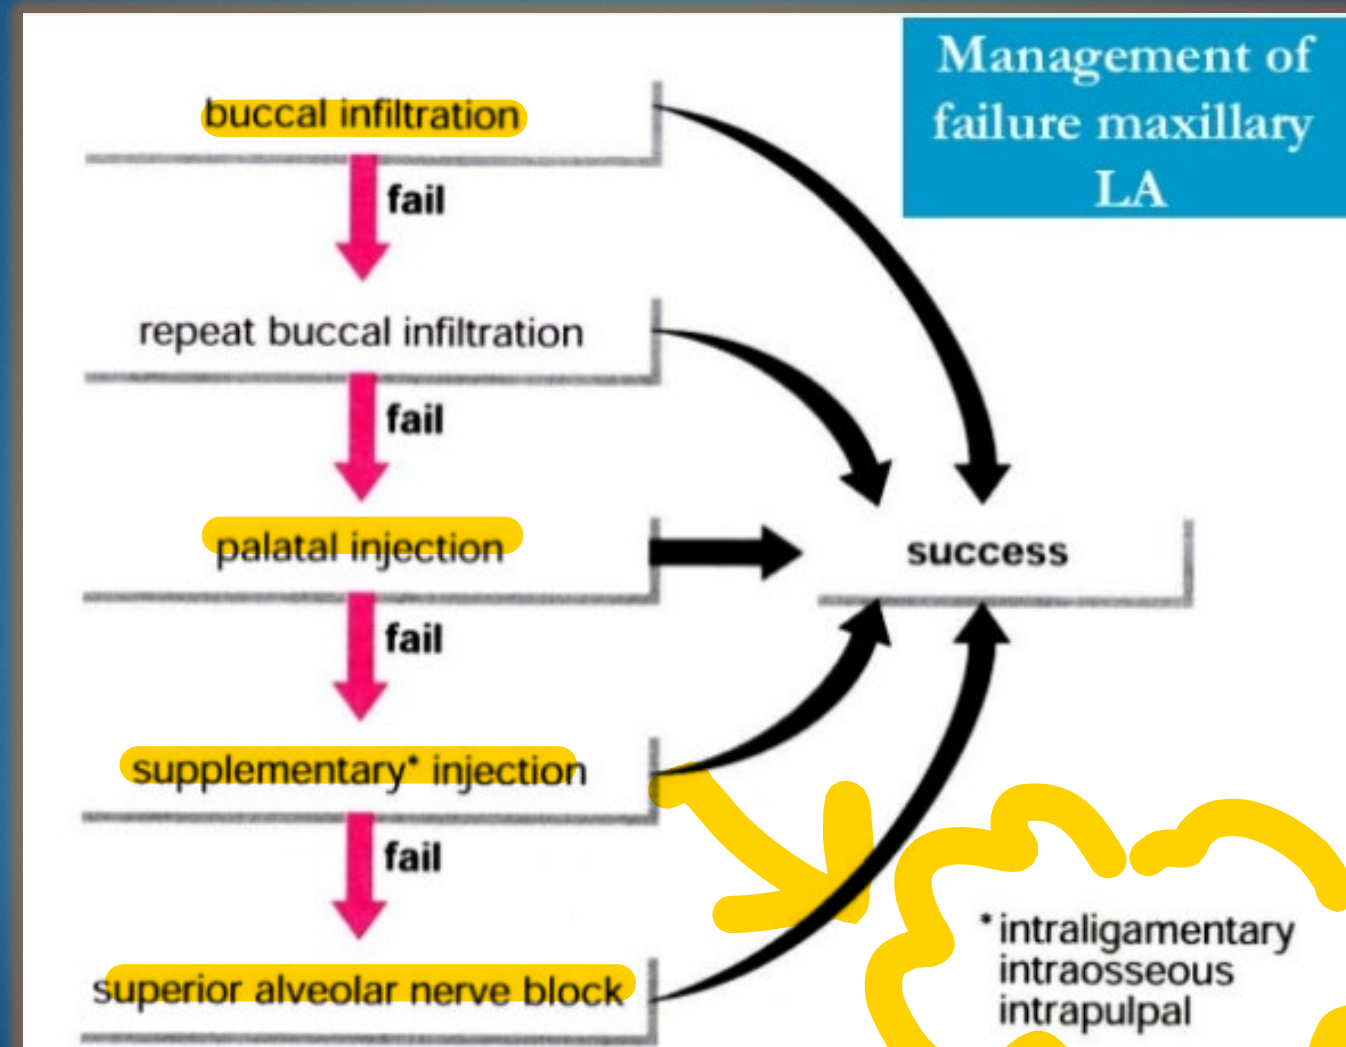 Management of
failure maxillary
LA
buccal infiltration
fail
repeat buccal infiltration
fail
palatal injection
success
fail
supplementary* injection
fail
superior alveolar nerve block
* intraligamentary
intraosseous
intrapulpal